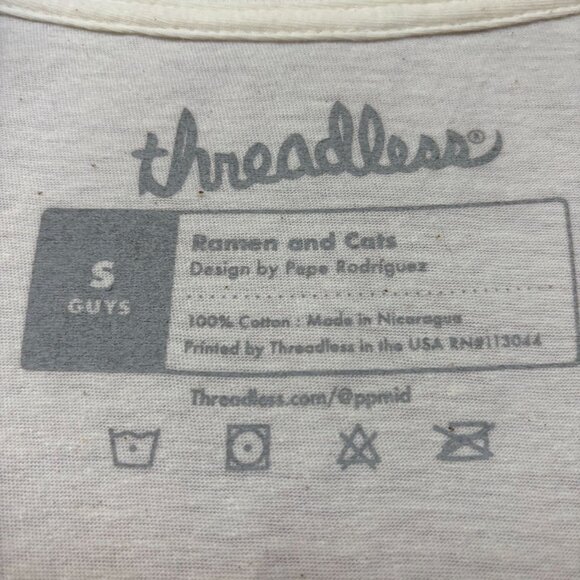 threadless®
S
GUYS
Ramen and Cats
Design by Pepe Rodríguez
100% Cotton : Made in Nicaragua
Printed by Threadless in the USA RN#113044
Threadless.com/@ppmid